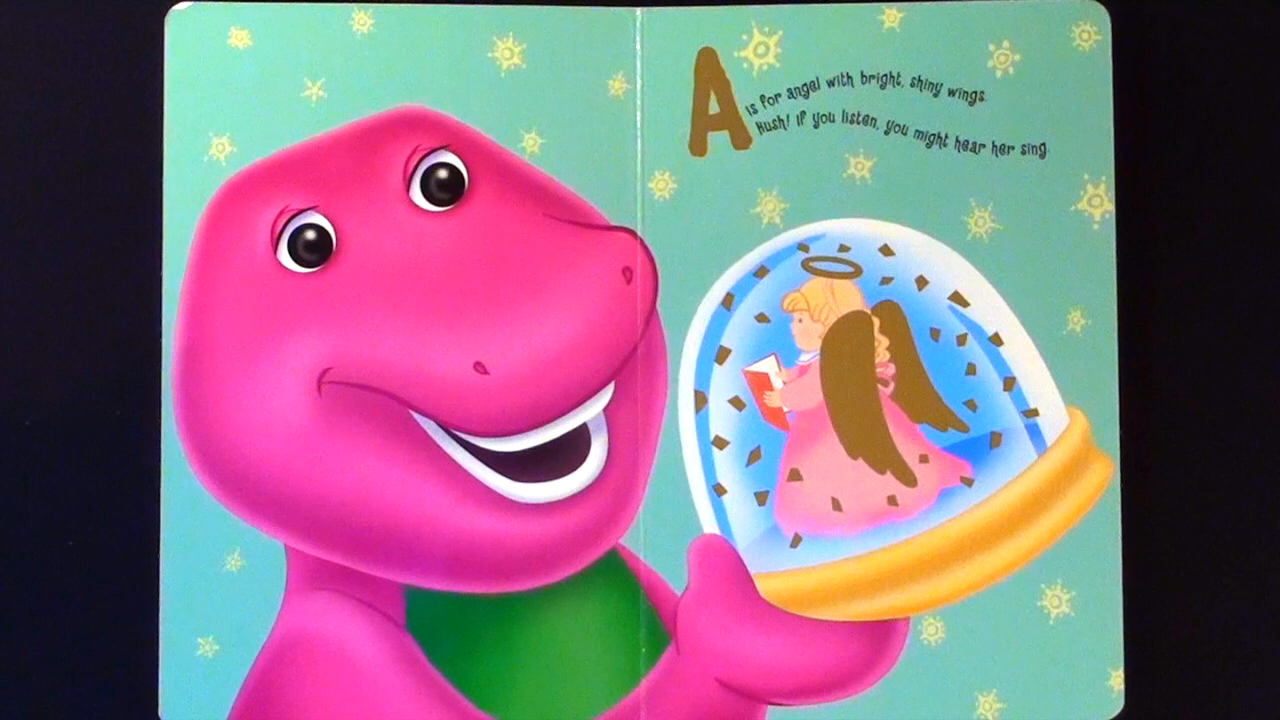 A is for angel with bright, shiny wings.
Hush! If you listen, you might hear her sing.